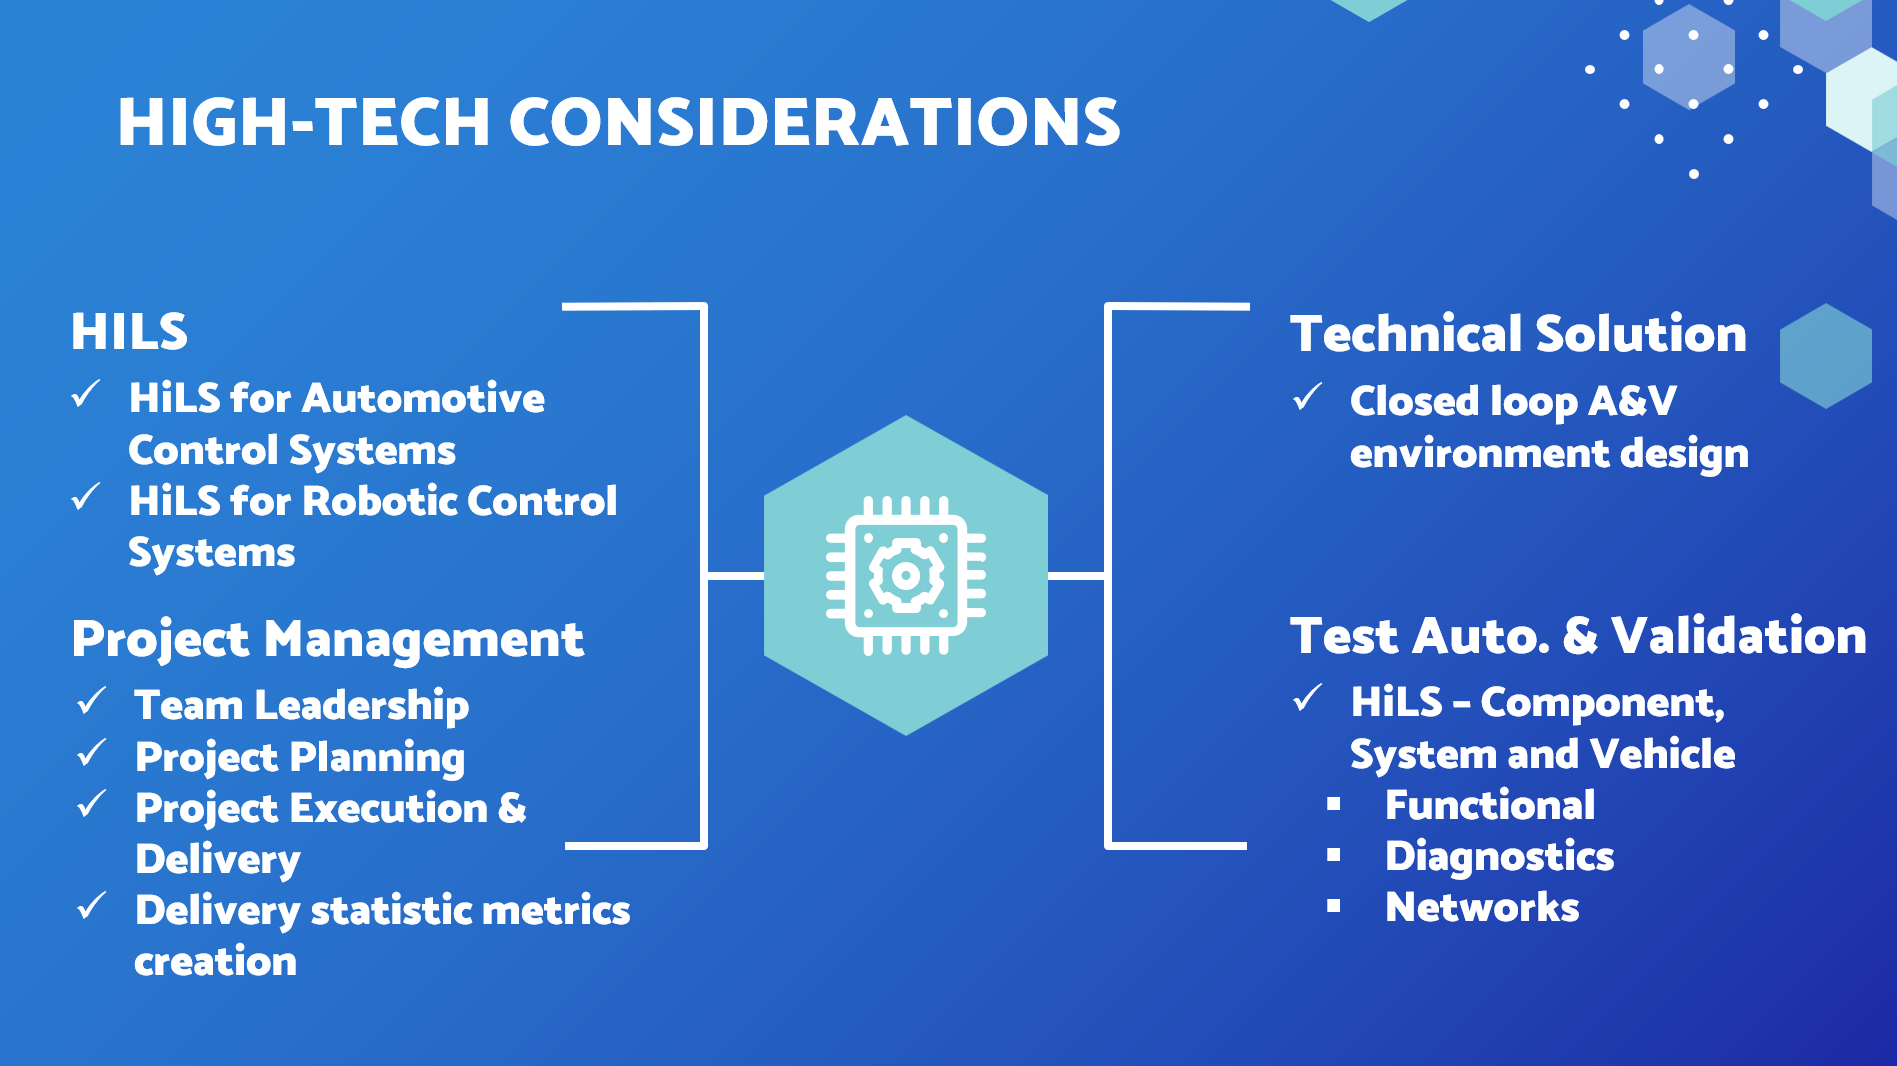 HIGH-TECH CONSIDERATIONS
HILS
✓ HiLS for Automotive
Control Systems
✓ HiLS for Robotic Control
Systems
Project Management
✓ Team Leadership
✓ Project Planning
✓ Project Execution &
Delivery
✓ Delivery statistic metrics
creation
Technical Solution
✓ Closed loop A&V
environment design
Test Auto. & Validation
✓ HiLS – Component,
System and Vehicle
▪ Functional
▪ Diagnostics
▪ Networks